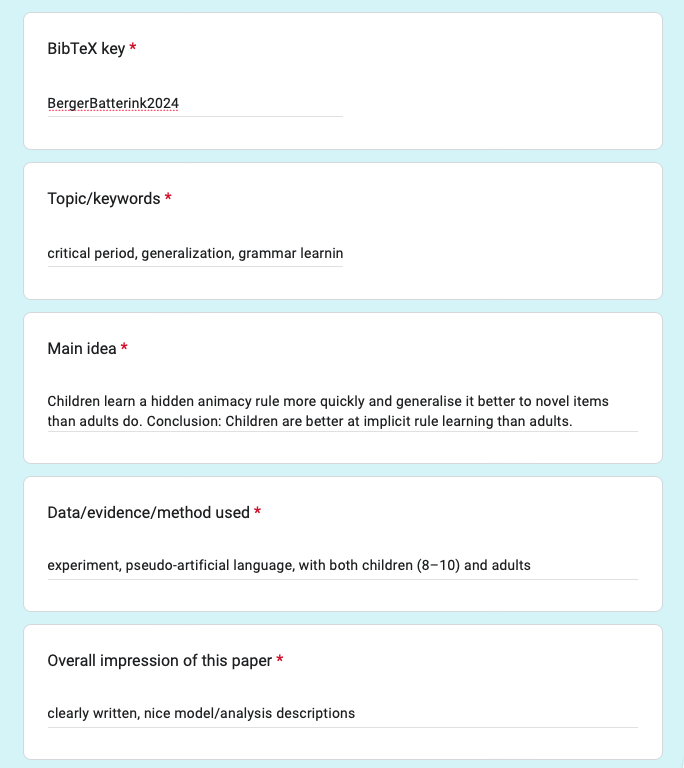 BibTeX key *
BergerBatterink2024
Topic/keywords *
critical period, generalization, grammar learnin
Main idea *
Children learn a hidden animacy rule more quickly and generalise it better to novel items
than adults do. Conclusion: Children are better at implicit rule learning than adults.
Data/evidence/method used *
experiment, pseudo-artificial language, with both children (8–10) and adults
Overall impression of this paper *
clearly written, nice model/analysis descriptions